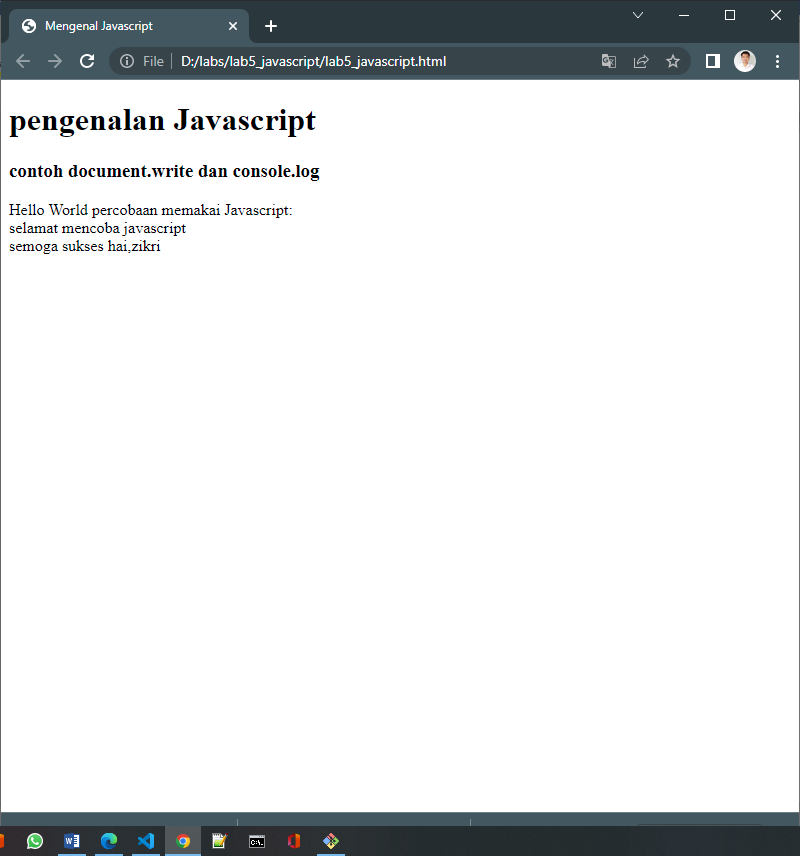 Mengenal Javascript
File D:/labs/lab5_javascript/lab5_javascript.html
pengenalan Javascript
contoh document.write dan console.log
Hello World percobaan memakai Javascript:
selamat mencoba javascript
semoga sukses hai,zikri